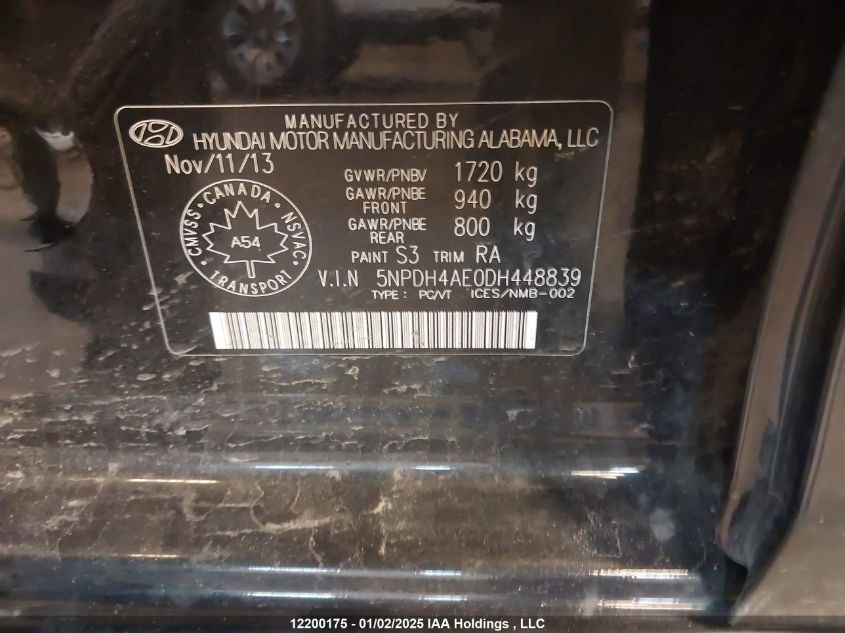 MANUFACTURED BY
HYUNDAI MOTOR MANUFACTURING ALABAMA, LLC
Nov/11/13
GVWR/PNBV 1720 kg
GAWR/PNBE FRONT 940 kg
GAWR/PNBE REAR 800 kg
PAINT S3 TRIM RA
V.I.N 5NPDH4AE0DH448839
TYPE : PC/VT ICES/NMB-002
CMVSS · CANADA · NSVAC · TRANSPORT ·
A54
12200175 - 01/02/2025 IAA Holdings , LLC